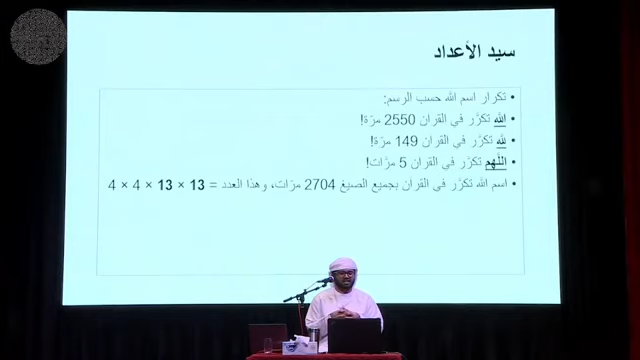 سيد الأعداد
• تكرار اسم الله حسب الرسم:
• الله تكرَّر في القرآن 2550 مرّة!
• لله تكرَّر في القرآن 149 مرّة!
• اللَّهم تكرَّر في القرآن 5 مرَّات!
• اسم الله تكرَّر في القرآن بجميع الصيغ 2704 مرّات، وهذا العدد = 13 × 13 × 4 × 4